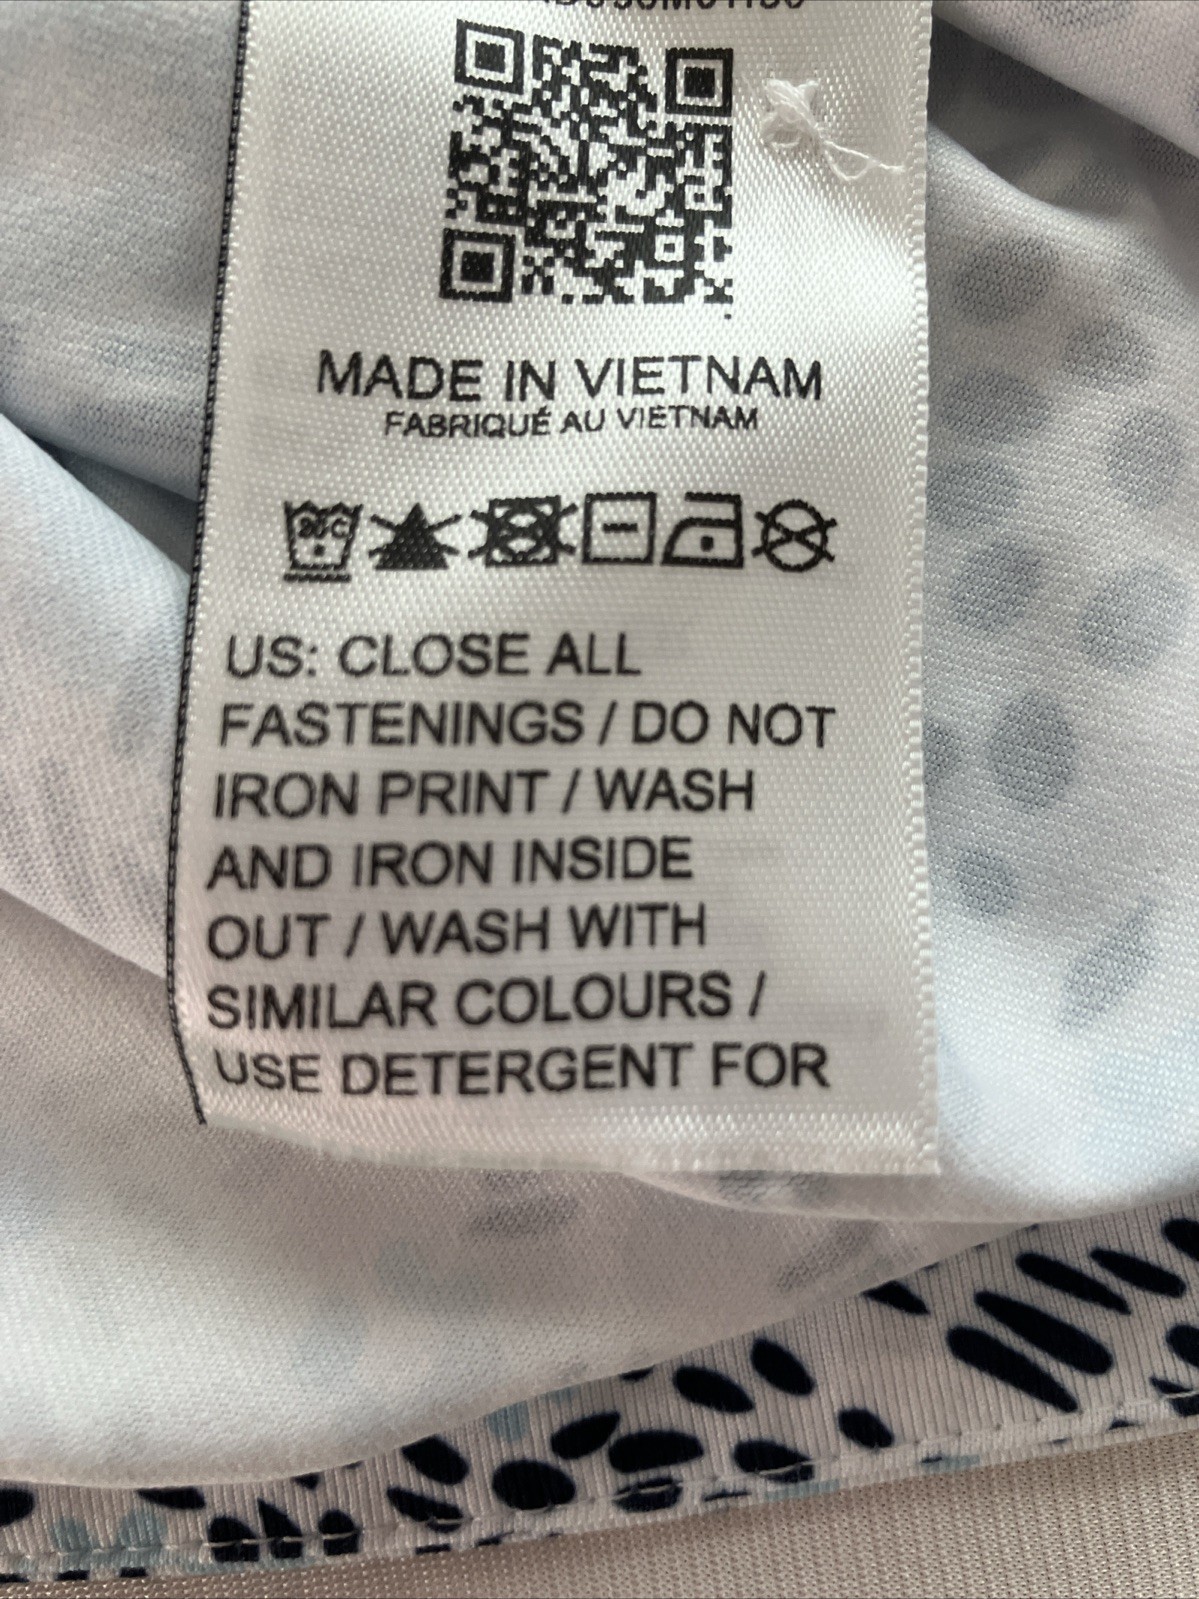 MADE IN VIETNAM
FABRIQUÉ AU VIETNAM
US: CLOSE ALL
FASTENINGS / DO NOT
IRON PRINT / WASH
AND IRON INSIDE
OUT / WASH WITH
SIMILAR COLOURS /
USE DETERGENT FOR